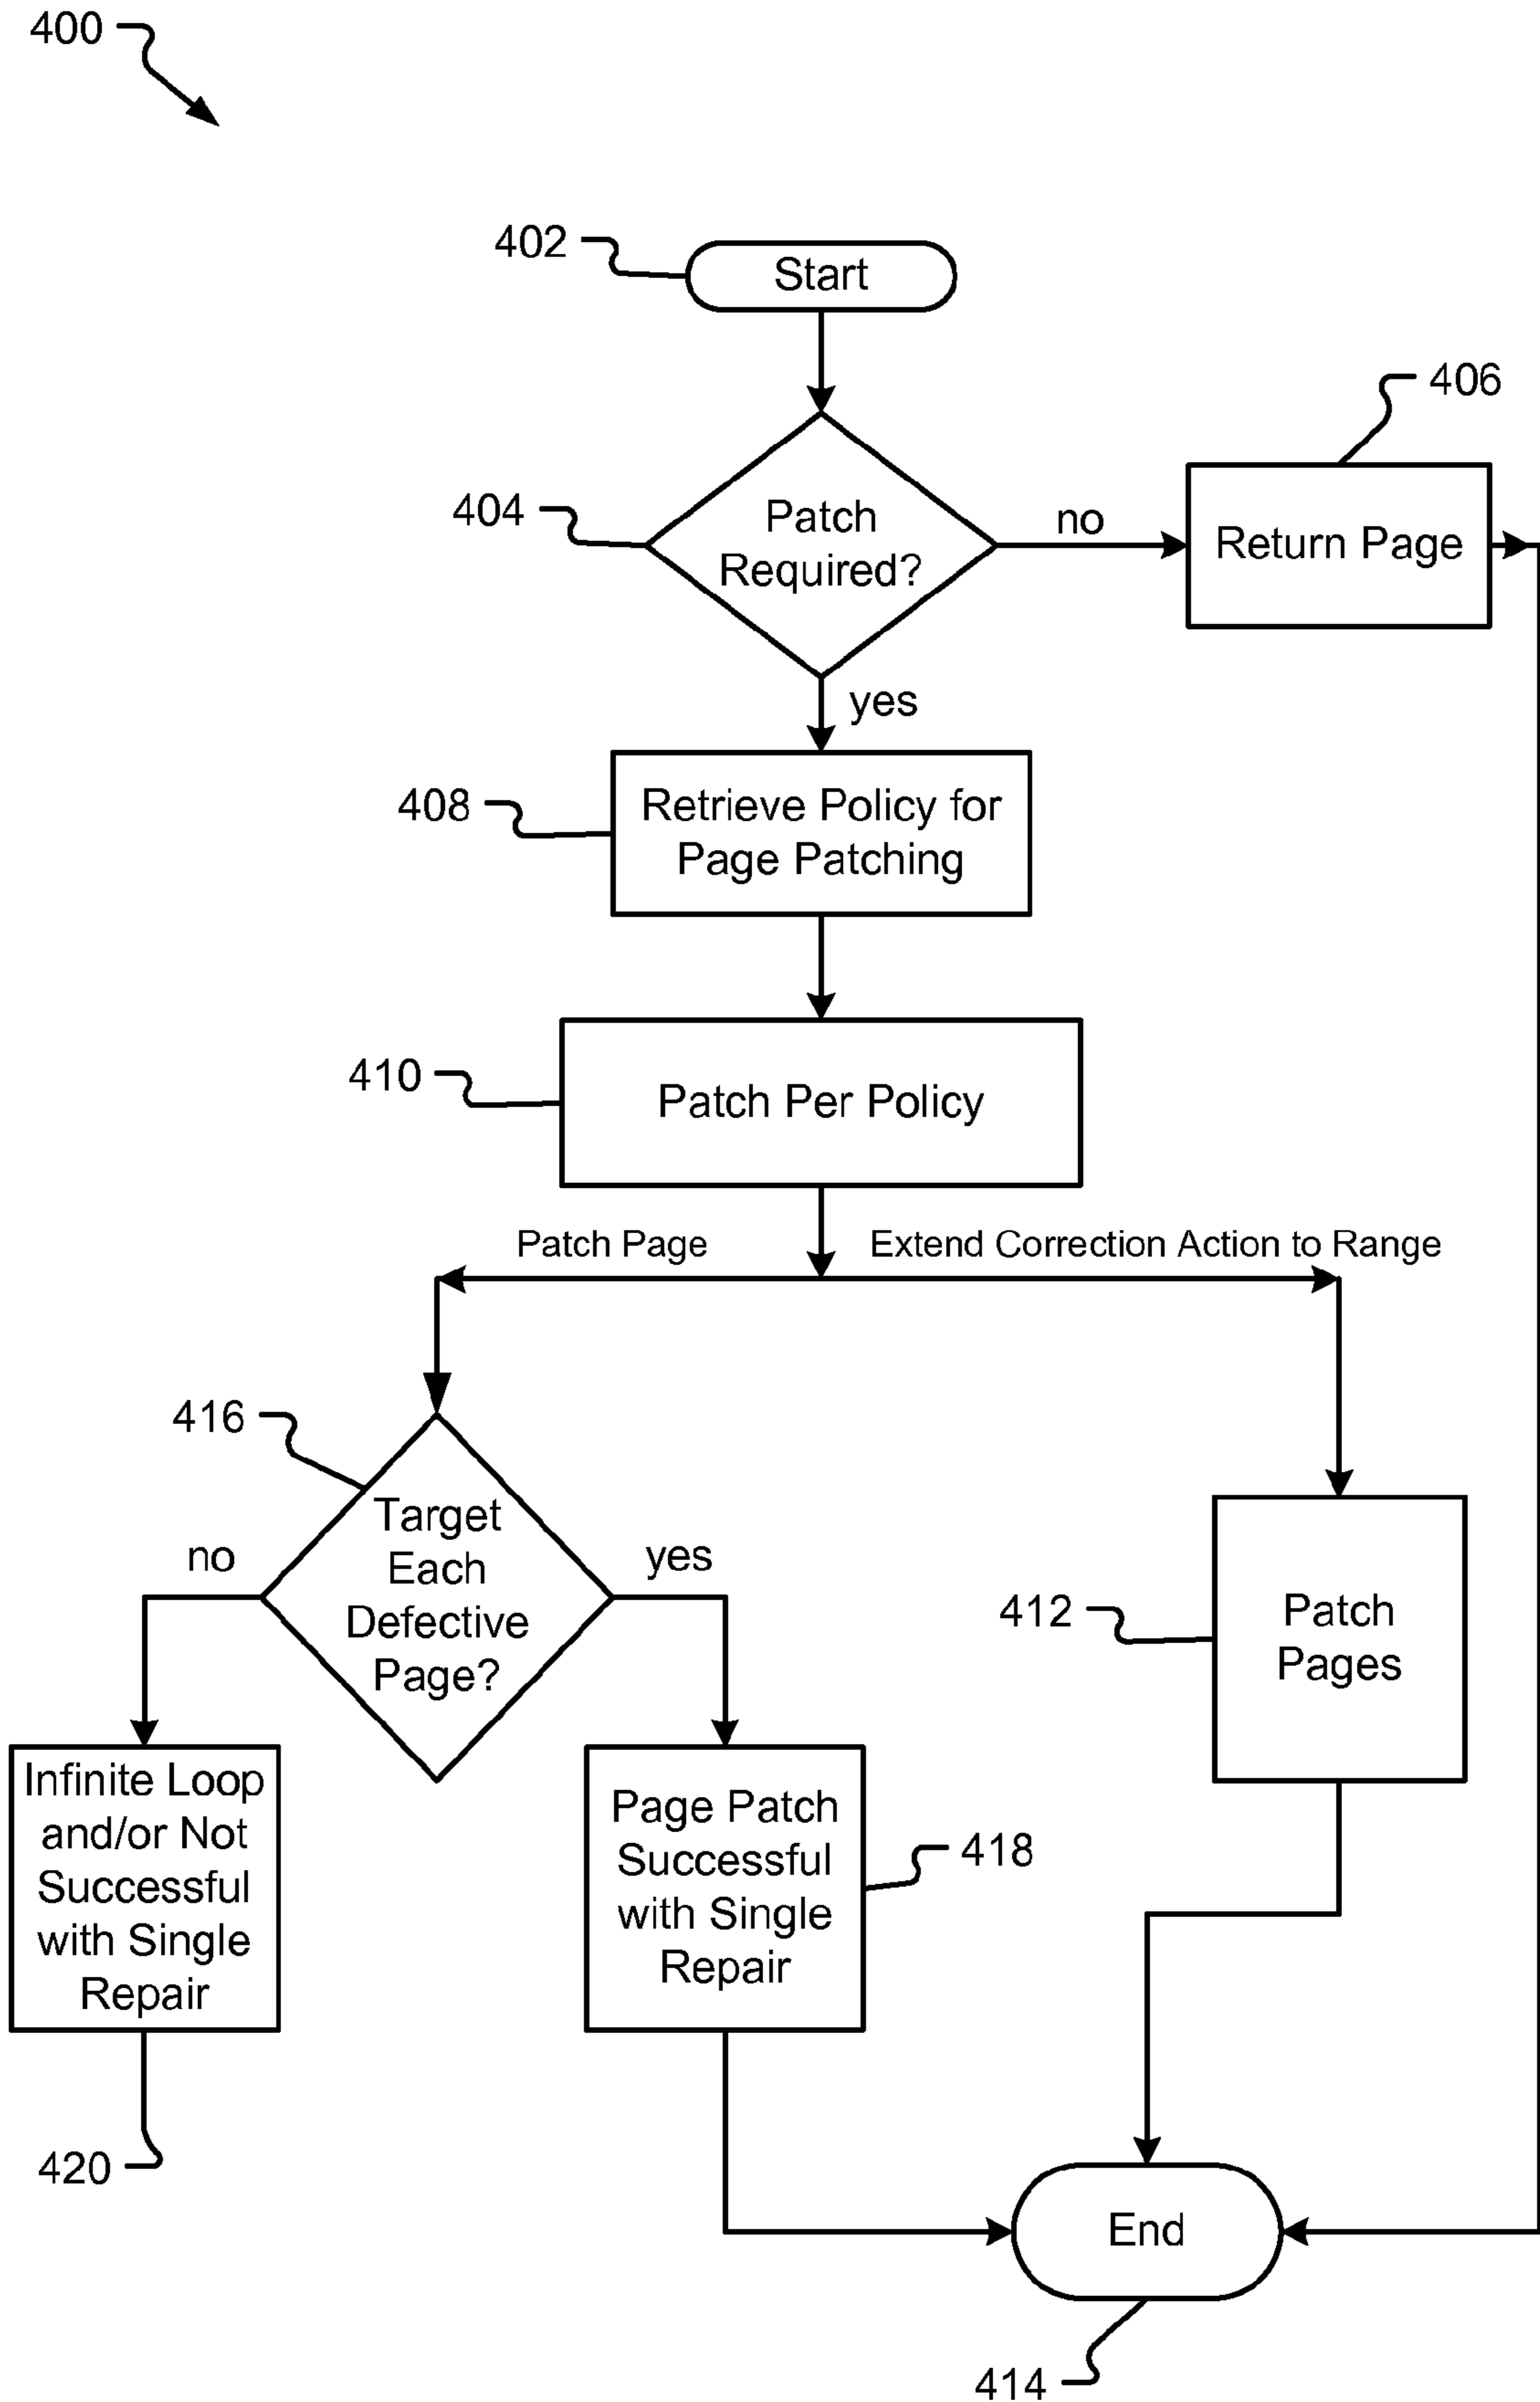 400
402
Start
406
404
Patch
Required?
no
Return Page
yes
408
Retrieve Policy for
Page Patching
410
Patch Per Policy
Patch Page
Extend Correction Action to Range
416
Target
Each
Defective
Page?
no
yes
412
Patch
Pages
Infinite Loop
and/or Not
Successful
with Single
Repair
Page Patch
Successful
with Single
Repair
418
420
End
414